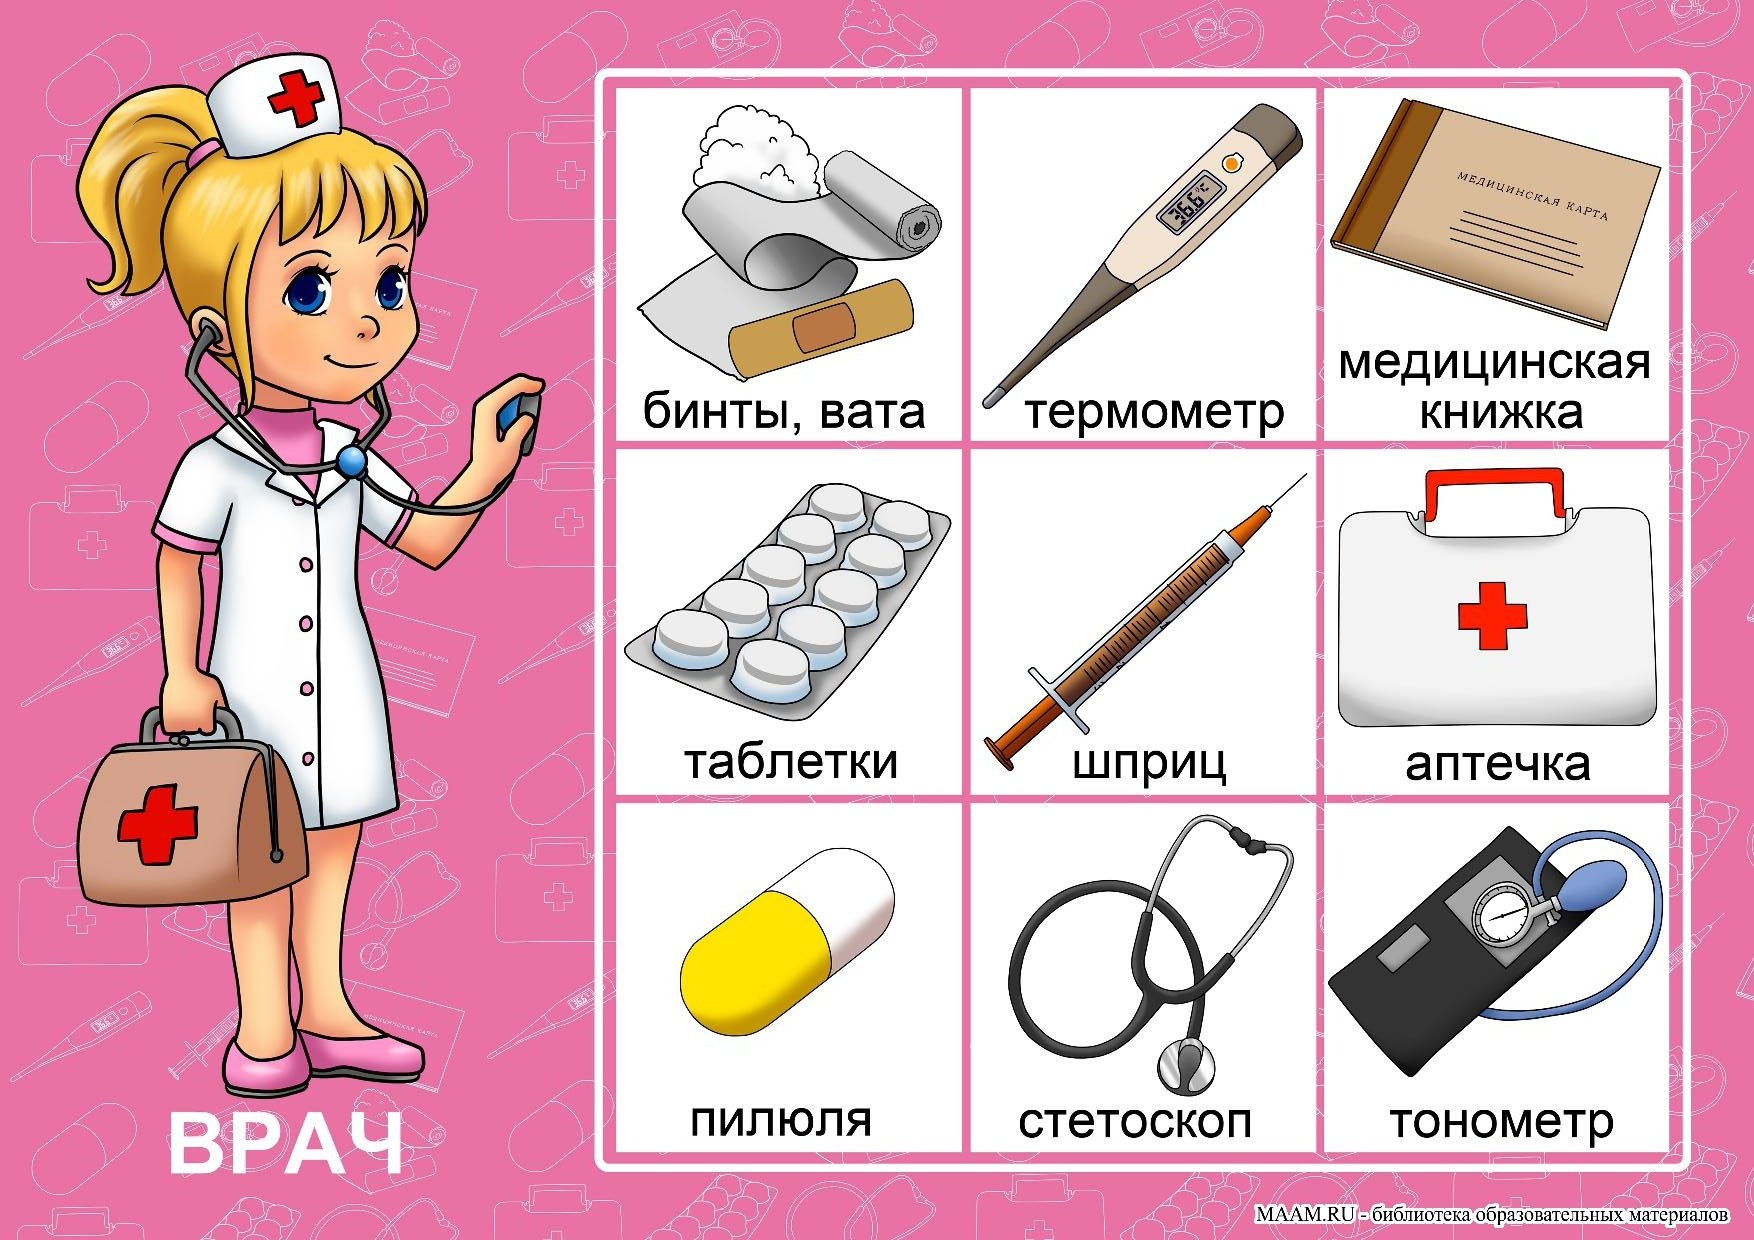 бинты, вата
термометр
36.6°C
МЕДИЦИНСКАЯ КАРТА
медицинская
книжка
таблетки
шприц
аптечка
пилюля
стетоскоп
тонометр
ВРАЧ
MAAM.RU - библиотека образовательных материалов